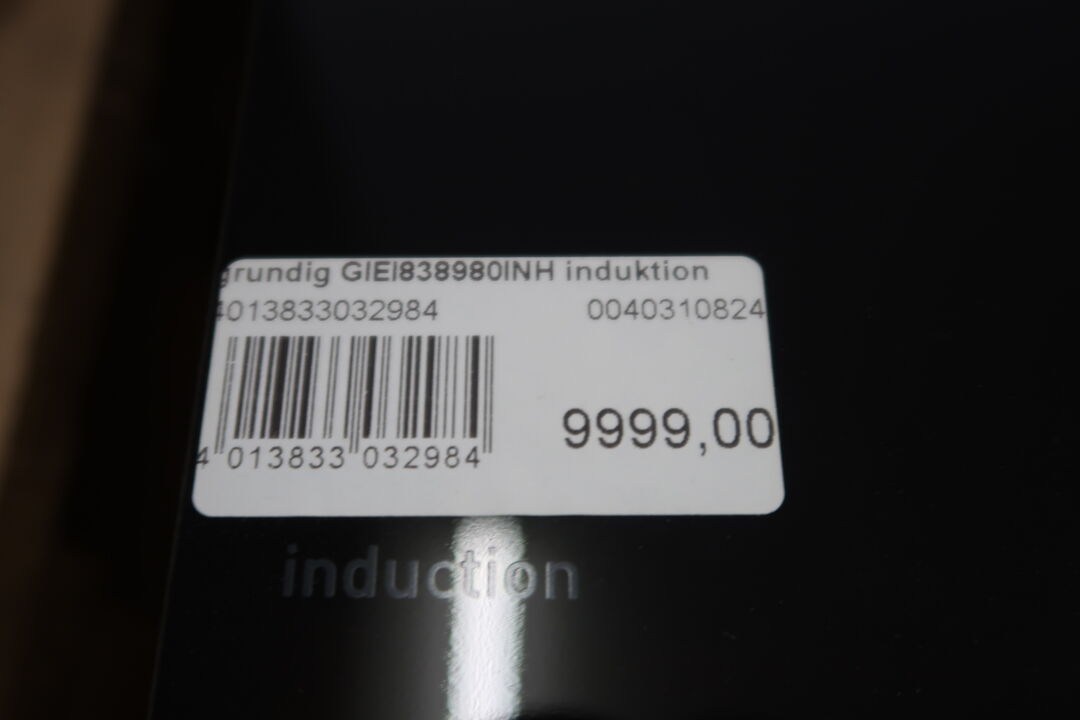 grundig GIEI838980INH induktion
4013833032984 0040310824
9999,00
4 013833 032984
induction